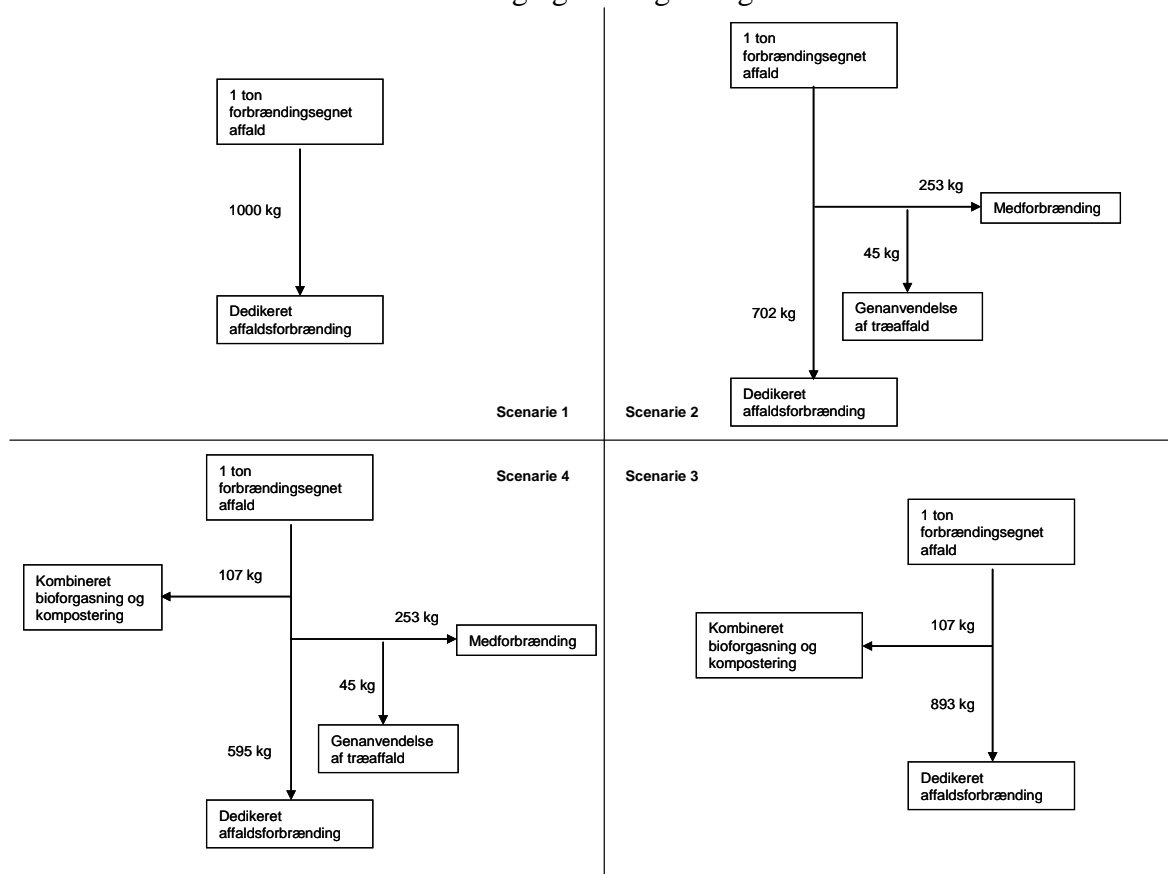 1 ton
forbrændingsegnet
affald
1000 kg
Dedikeret
affaldsforbrænding
Scenarie 1
1 ton
forbrændingsegnet
affald
253 kg
Medforbrænding
45 kg
Genanvendelse
af træaffald
702 kg
Dedikeret
affaldsforbrænding
Scenarie 2
Scenarie 4
1 ton
forbrændingsegnet
affald
107 kg
Kombineret
bioforgasning og
kompostering
253 kg
Medforbrænding
45 kg
Genanvendelse
af træaffald
595 kg
Dedikeret
affaldsforbrænding
Scenarie 3
1 ton
forbrændingsegnet
affald
107 kg
Kombineret
bioforgasning og
kompostering
893 kg
Dedikeret
affaldsforbrænding